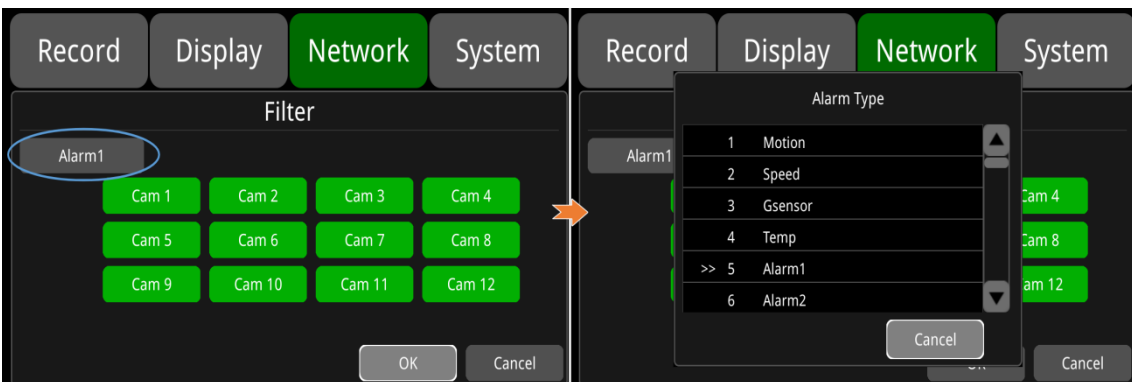 Record Display Network System
Filter
Alarm1
Cam 1 Cam 2 Cam 3 Cam 4
Cam 5 Cam 6 Cam 7 Cam 8
Cam 9 Cam 10 Cam 11 Cam 12
OK Cancel
Record Display Network System
Alarm Type
1 Motion
2 Speed
3 Gsensor
4 Temp
>> 5 Alarm1
6 Alarm2
Cancel
Alarm1
Cam 4
Cam 8
am 12
Cancel